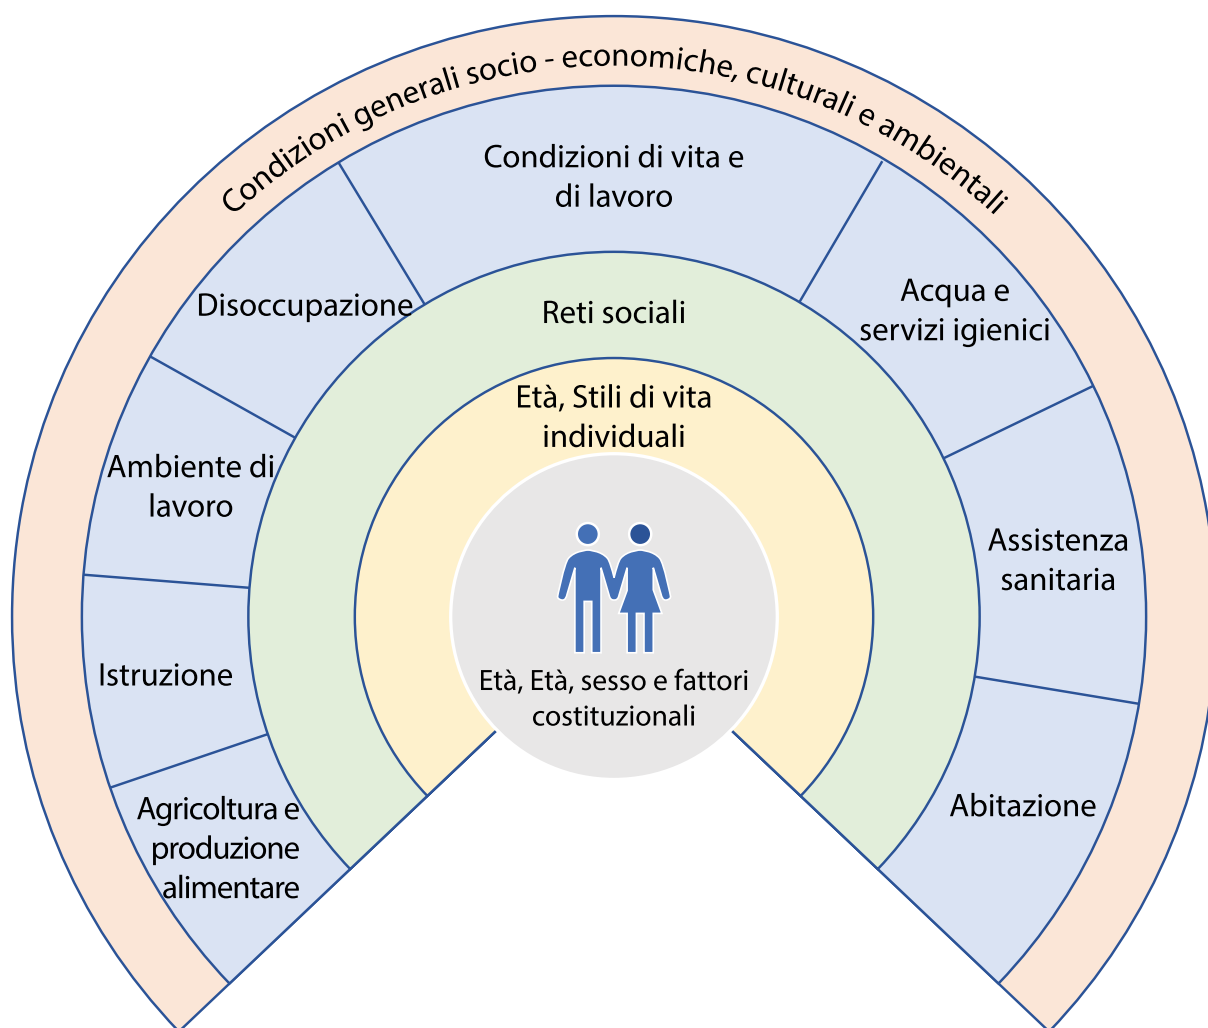 Condizioni generali socio - economiche, culturali e ambientali
Condizioni di vita e
di lavoro
Disoccupazione
Acqua e
servizi igienici
Reti sociali
Età, Stili di vita
individuali
Ambiente di
lavoro
Assistenza
sanitaria
Istruzione
Età, Età, sesso e fattori
costituzionali
Agricoltura e
produzione
alimentare
Abitazione